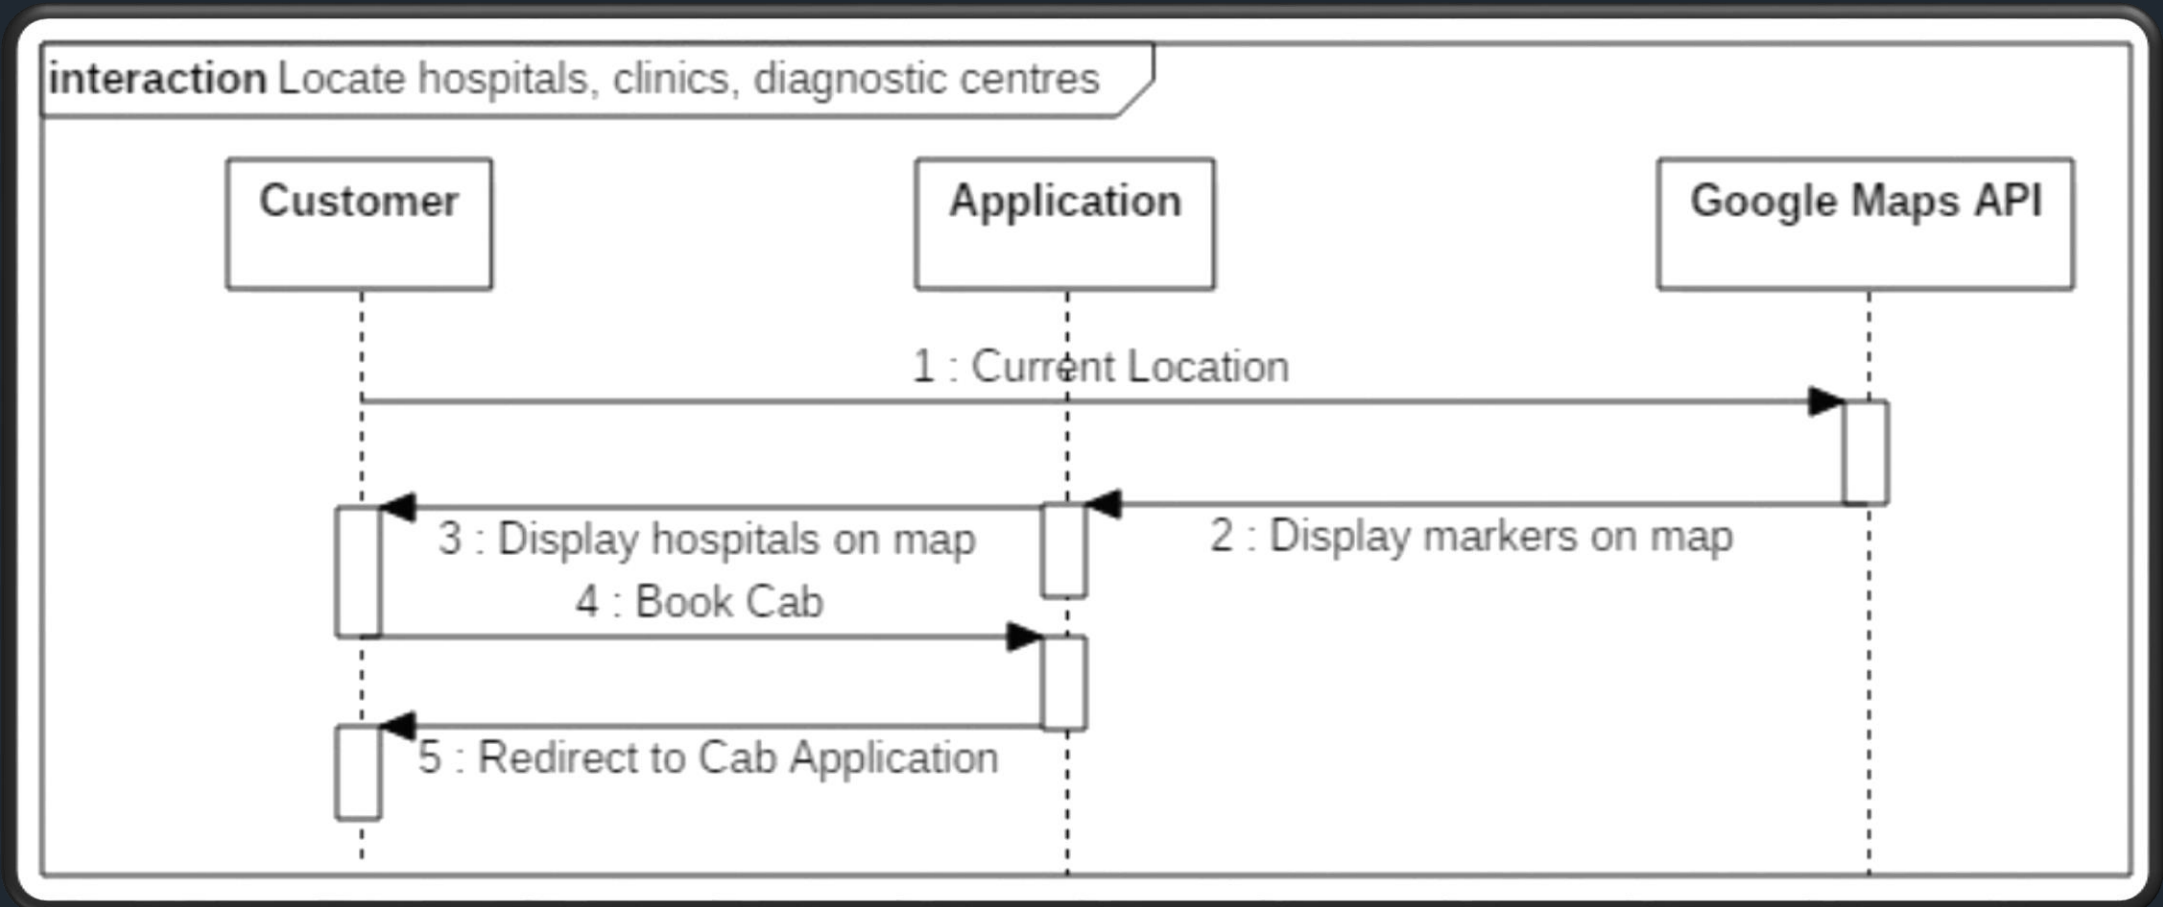 interaction Locate hospitals, clinics, diagnostic centres
Customer
Application
Google Maps API
1 : Current Location
2 : Display markers on map
3 : Display hospitals on map
4 : Book Cab
5 : Redirect to Cab Application